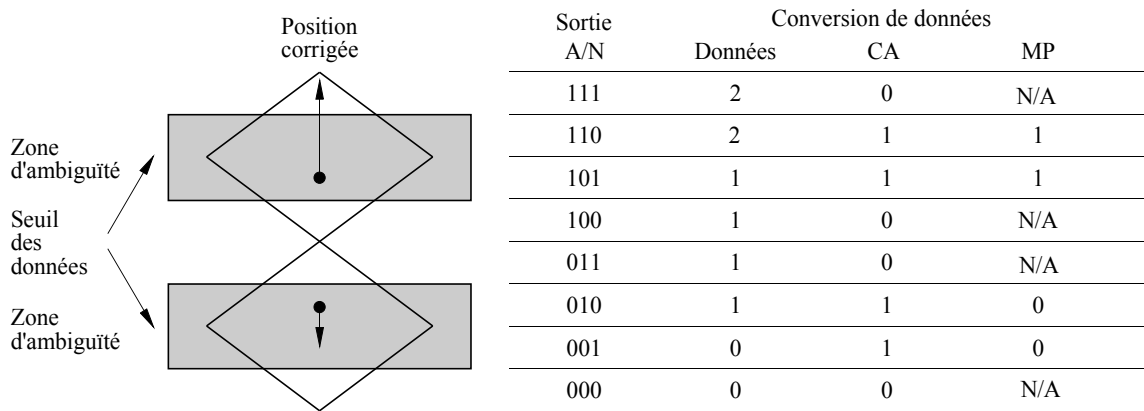 Position
corrigée
Zone
d'ambiguïté
Seuil
des
données
Zone
d'ambiguïté
Sortie Conversion de données
A/N Données CA MP
111 2 0 N/A
110 2 1 1
101 1 1 1
100 1 0 N/A
011 1 0 N/A
010 1 1 0
001 0 1 0
000 0 0 N/A